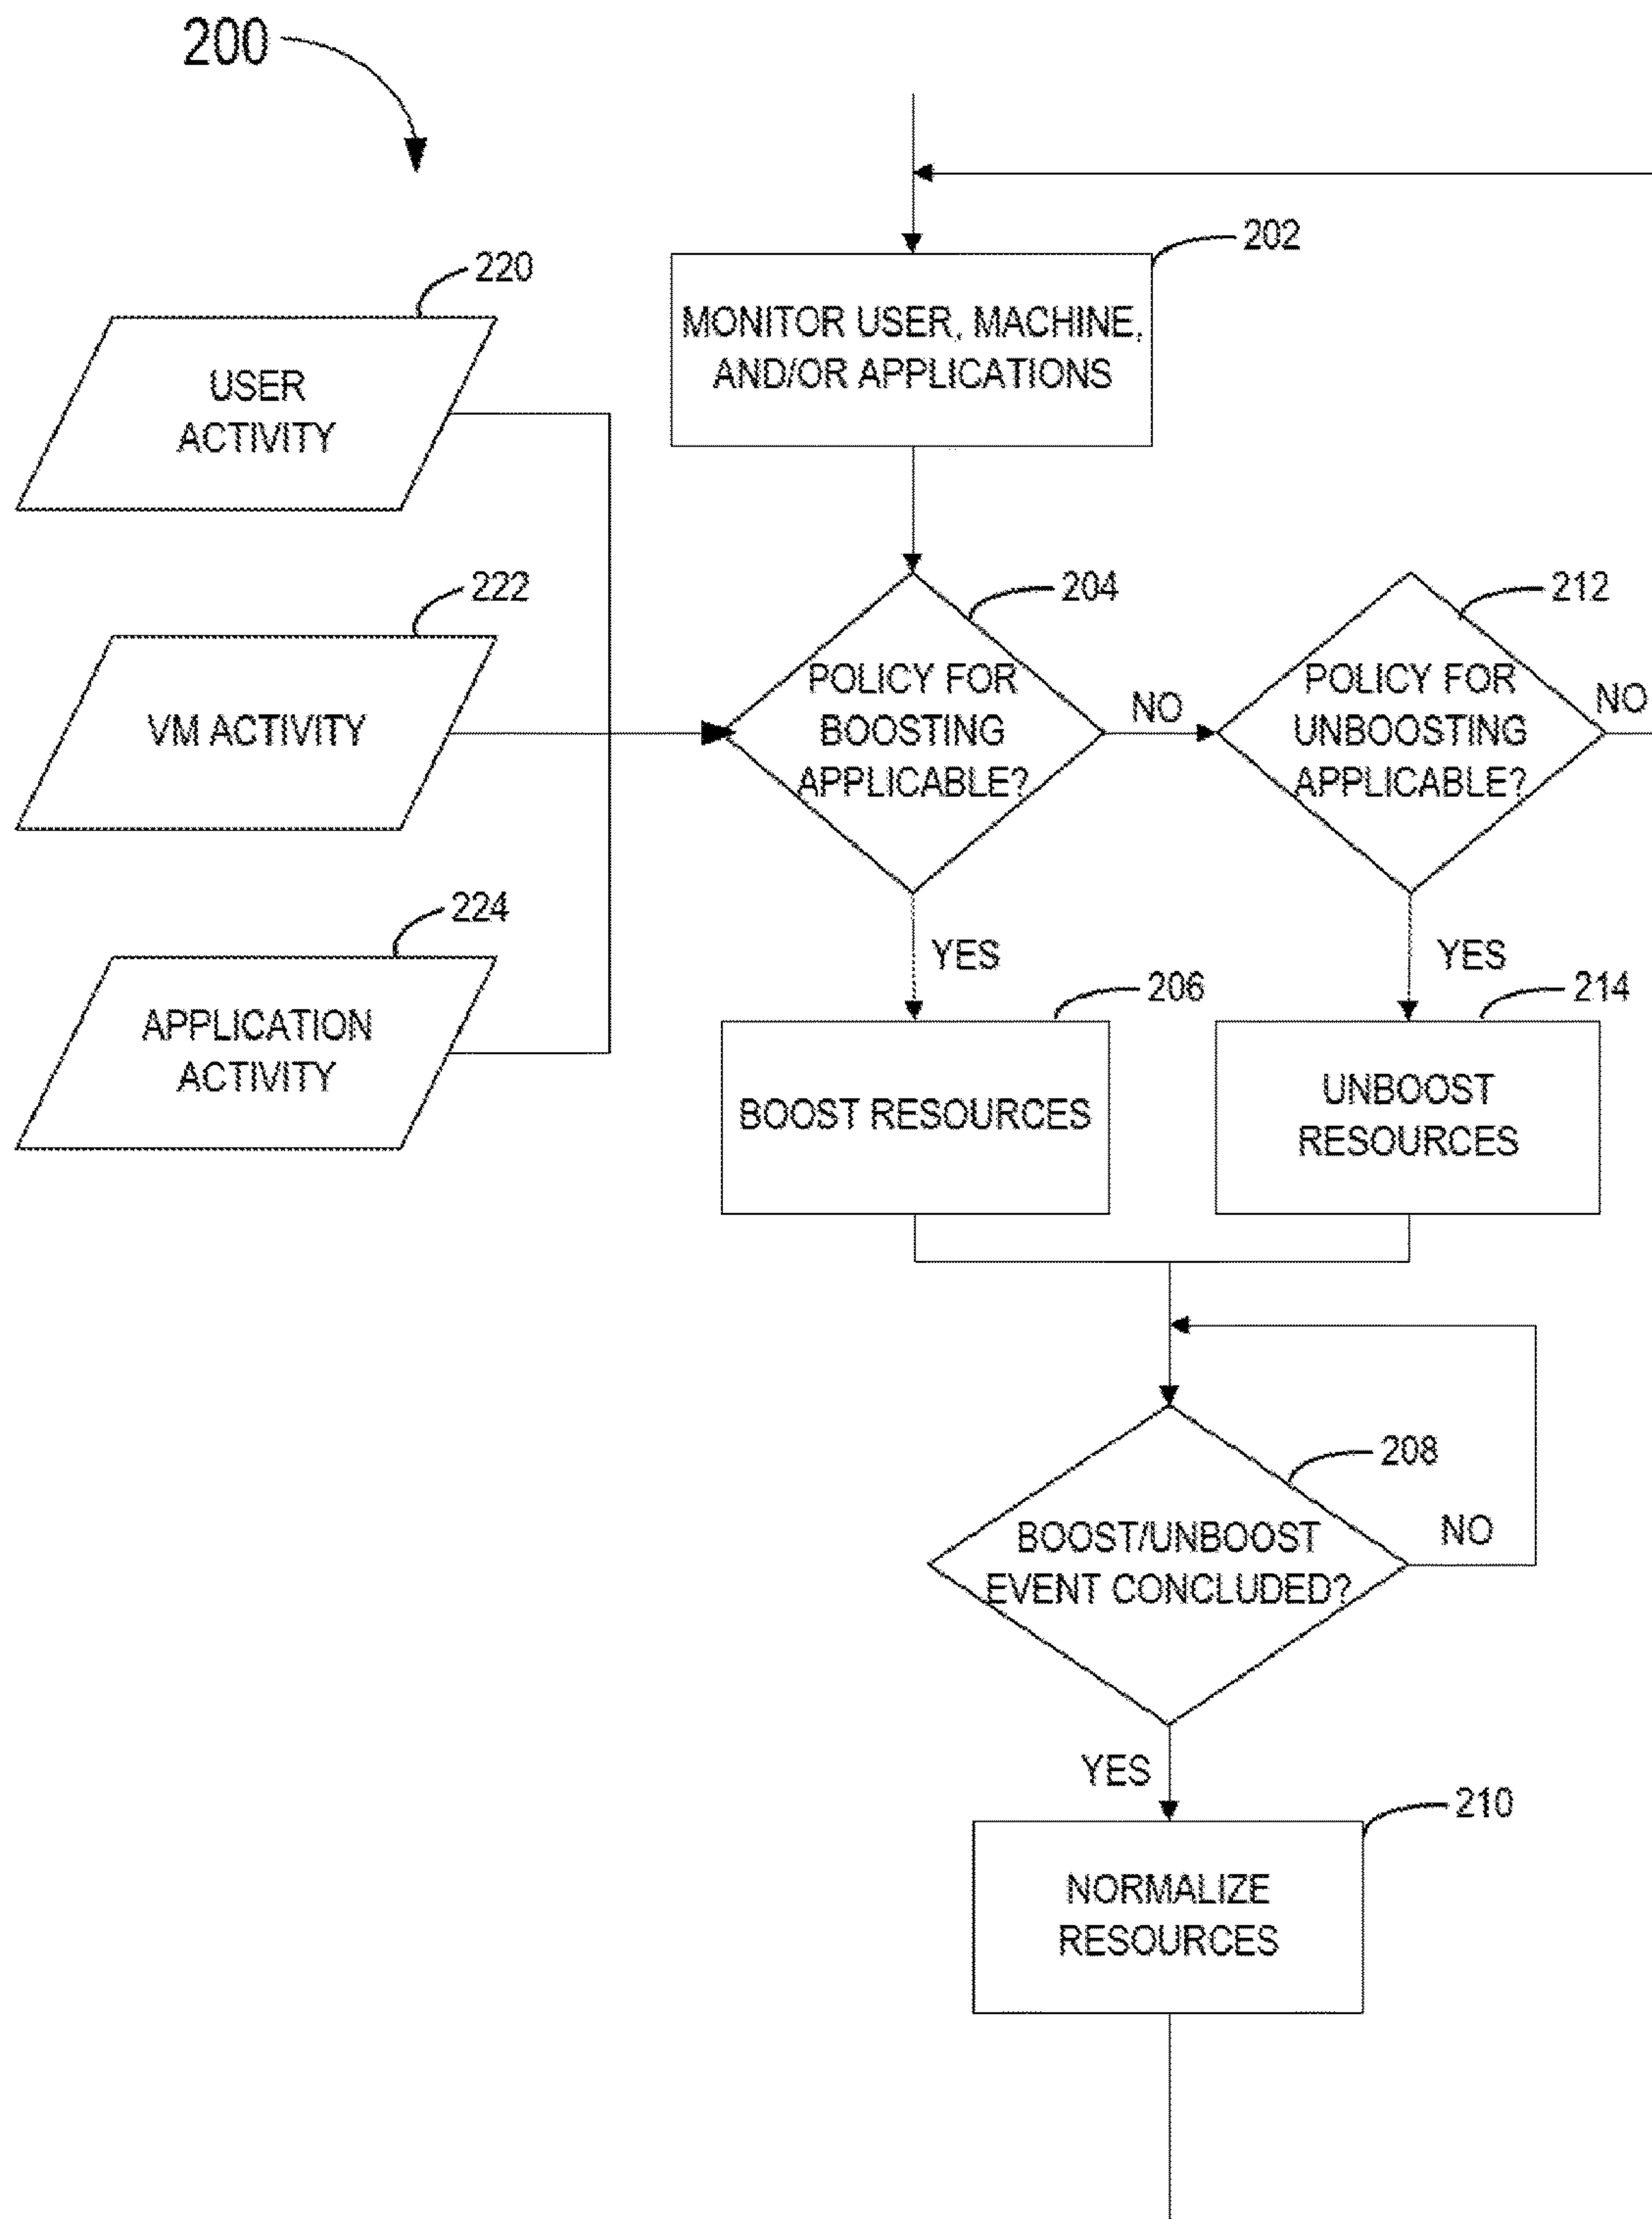 200
202
MONITOR USER, MACHINE,
AND/OR APPLICATIONS
220
USER
ACTIVITY
222
VM ACTIVITY
224
APPLICATION
ACTIVITY
204
POLICY FOR
BOOSTING
APPLICABLE?
NO
212
POLICY FOR
UNBOOSTING
APPLICABLE?
NO
YES
206
BOOST RESOURCES
YES
214
UNBOOST
RESOURCES
208
BOOST/UNBOOST
EVENT CONCLUDED?
NO
YES
210
NORMALIZE
RESOURCES